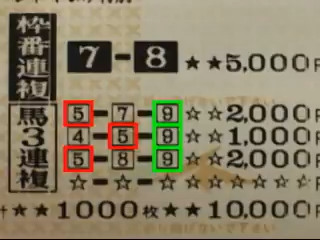 枠番連複 7-8 ★★5,000円
馬3連複 5-7-9 ☆☆2,000円
4-5-9 ☆☆1,000円
5-8-9 ☆☆2,000円
☆-☆-☆ ☆☆☆☆☆☆
計★★1000枚★★10,000円